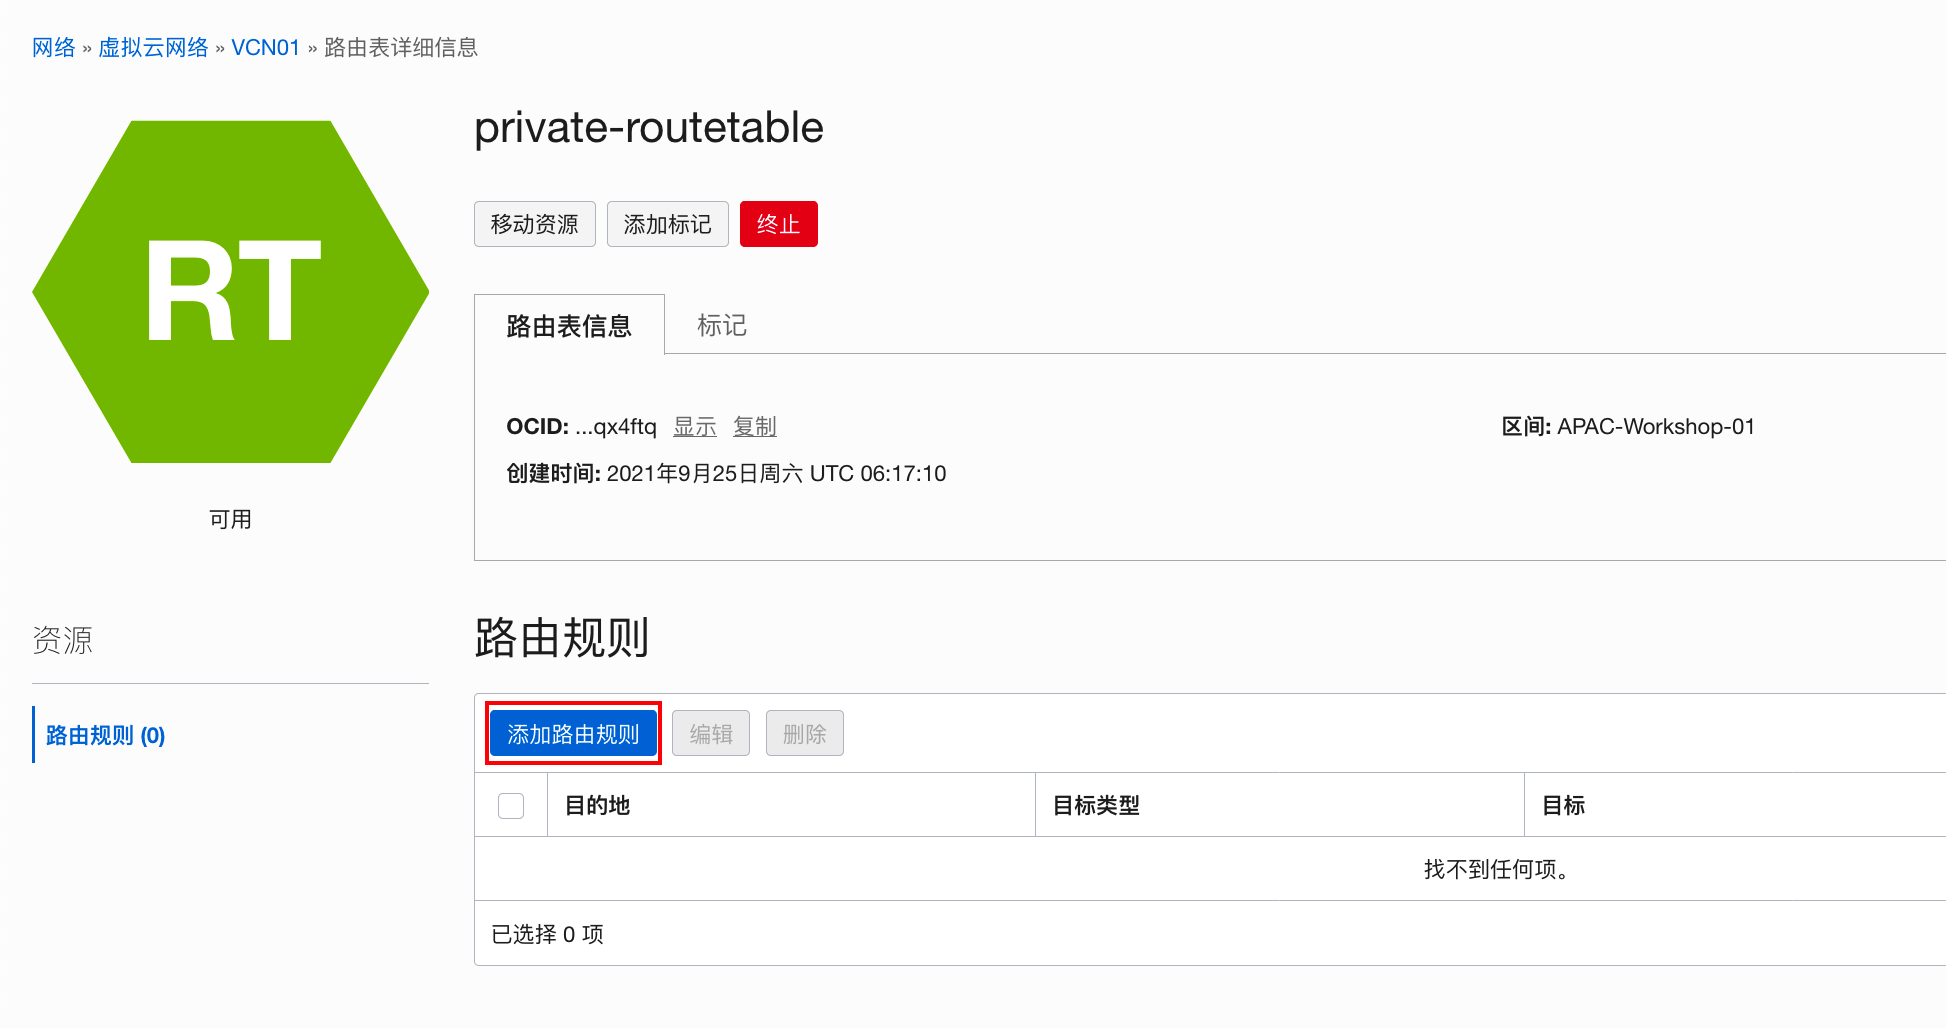 网络 » 虚拟云网络 » VCN01 » 路由表详细信息
RT
可用
private-routetable
移动资源 添加标记 终止
路由表信息 标记
OCID: ...qx4ftq 显示 复制
区间: APAC-Workshop-01
创建时间: 2021年9月25日周六 UTC 06:17:10
资源
路由规则 (0)
路由规则
添加路由规则 编辑 删除
目的地 目标类型 目标
找不到任何项。
已选择 0 项